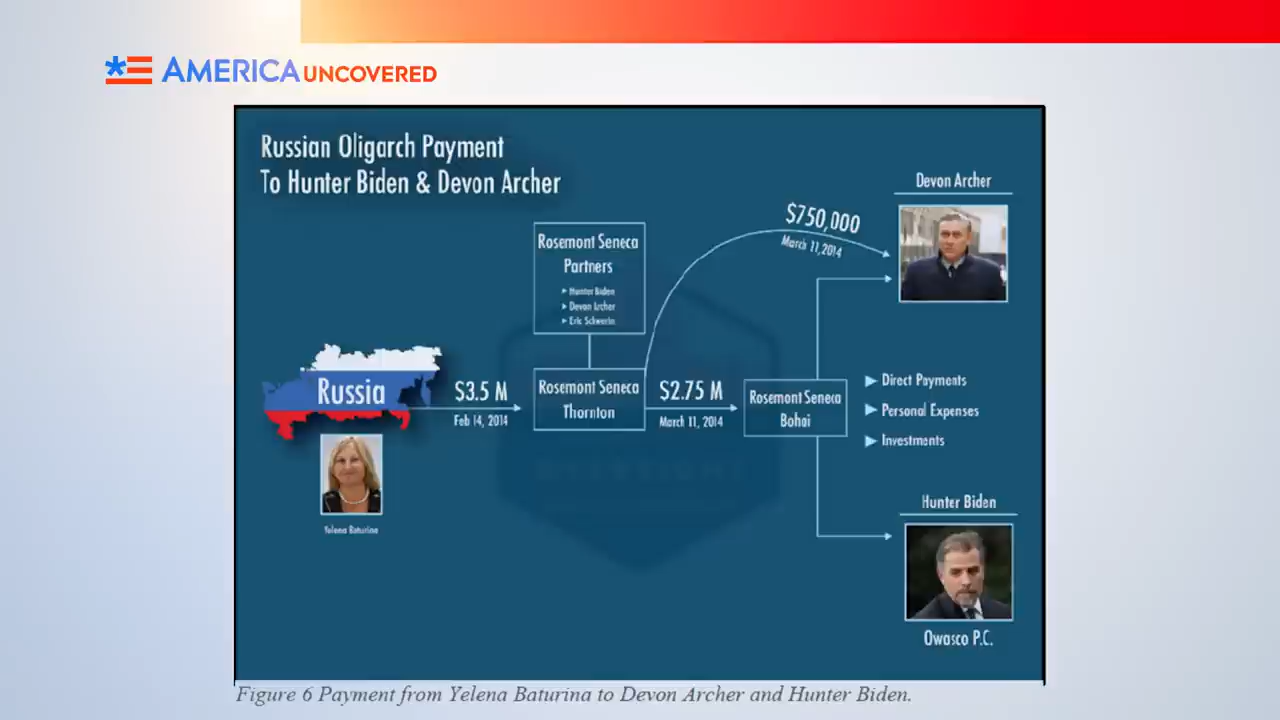 AMERICA UNCOVERED
Russian Oligarch Payment
To Hunter Biden & Devon Archer
Devon Archer
$750,000
March 11,2014
Rosemont Seneca
Partners
Hunter Biden
Devon Archer
Eric Schwerin
Russia
$3.5 M
Feb 14, 2014
Rosemont Seneca
Thornton
$2.75 M
March 11, 2014
Rosemont Seneca
Bohai
Direct Payments
Personal Expenses
Investments
Yelena Baturina
Hunter Biden
Owasco P.C.
Figure 6 Payment from Yelena Baturina to Devon Archer and Hunter Biden.